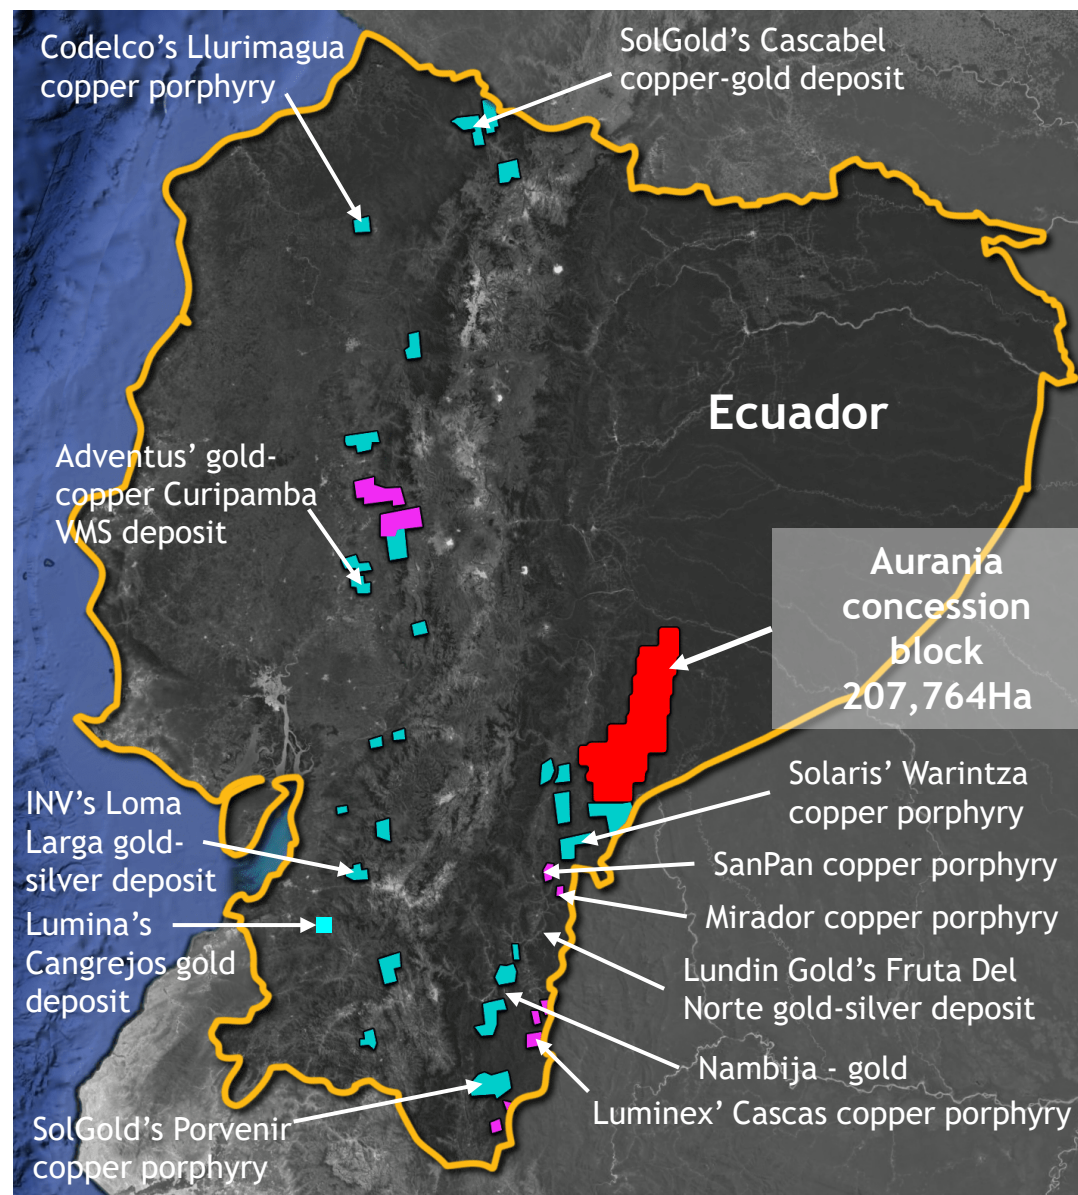 Codelco’s Llurimagua
copper porphyry
SolGold’s Cascabel
copper-gold deposit
Ecuador
Adventus’ gold-
copper Curipamba
VMS deposit
Aurania
concession
block
207,764Ha
Solaris’ Warintza
copper porphyry
INV’s Loma
Larga gold-
silver deposit
SanPan copper porphyry
Mirador copper porphyry
Lumina’s
Cangrejos gold
deposit
Lundin Gold’s Fruta Del
Norte gold-silver deposit
Nambija - gold
Luminex’ Cascas copper porphyry
SolGold’s Porvenir
copper porphyry